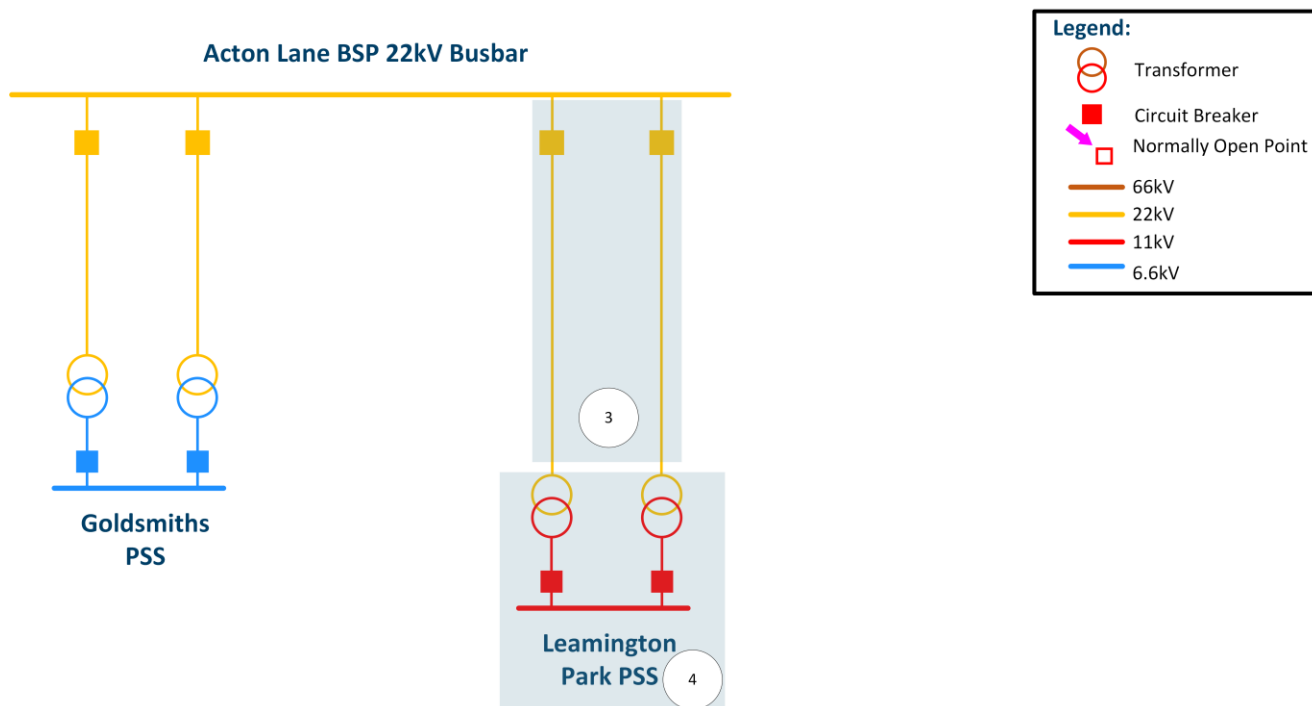 Acton Lane BSP 22kV Busbar
Legend:
Transformer
Circuit Breaker
Normally Open Point
66kV
22kV
11kV
6.6kV
3
Goldsmiths
PSS
Leamington
Park PSS
4